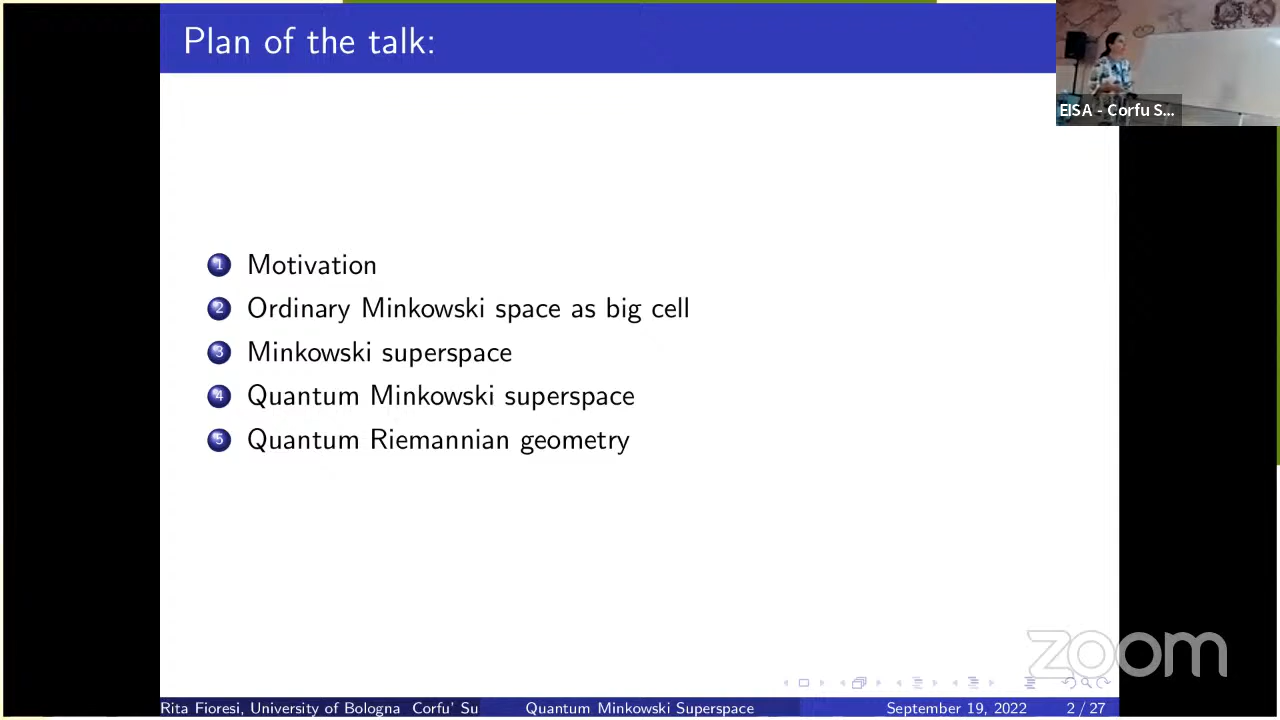 Plan of the talk:
EISA - Corfu S...
1 Motivation
2 Ordinary Minkowski space as big cell
3 Minkowski superspace
4 Quantum Minkowski superspace
5 Quantum Riemannian geometry
zoom
Rita Fioresi, University of Bologna Corfu' Su Quantum Minkowski Superspace September 19, 2022 2 / 27